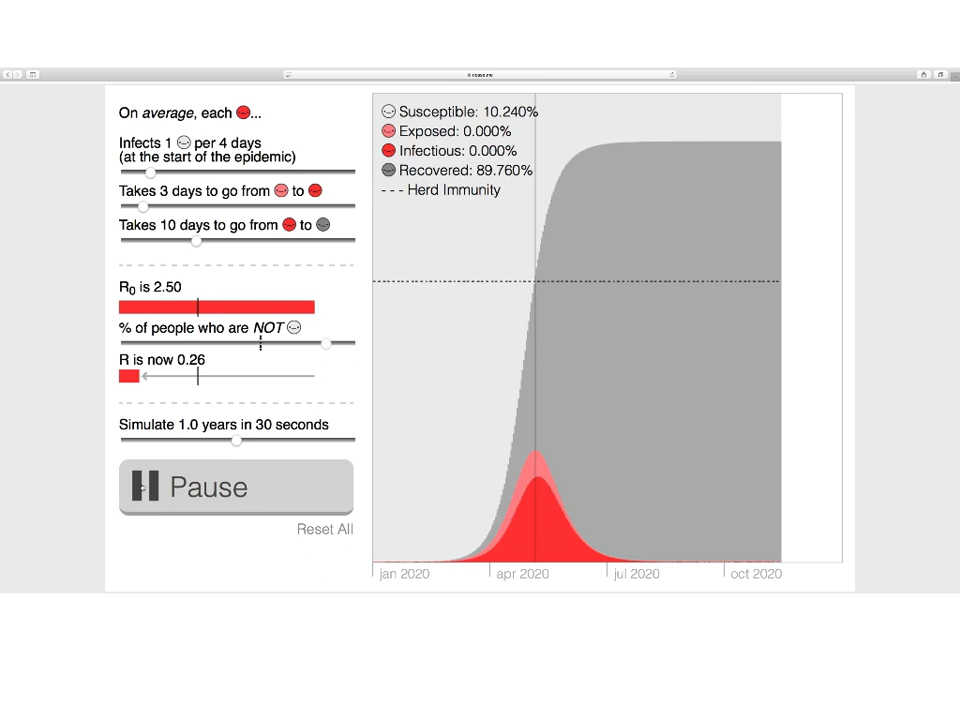 On average, each ...
Infects 1 per 4 days
(at the start of the epidemic)
Takes 3 days to go from to
Takes 10 days to go from to
R0 is 2.50
% of people who are NOT
R is now 0.26
Simulate 1.0 years in 30 seconds
Pause
Reset All
Susceptible: 10.240%
Exposed: 0.000%
Infectious: 0.000%
Recovered: 89.760%
--- Herd Immunity
jan 2020 apr 2020 jul 2020 oct 2020